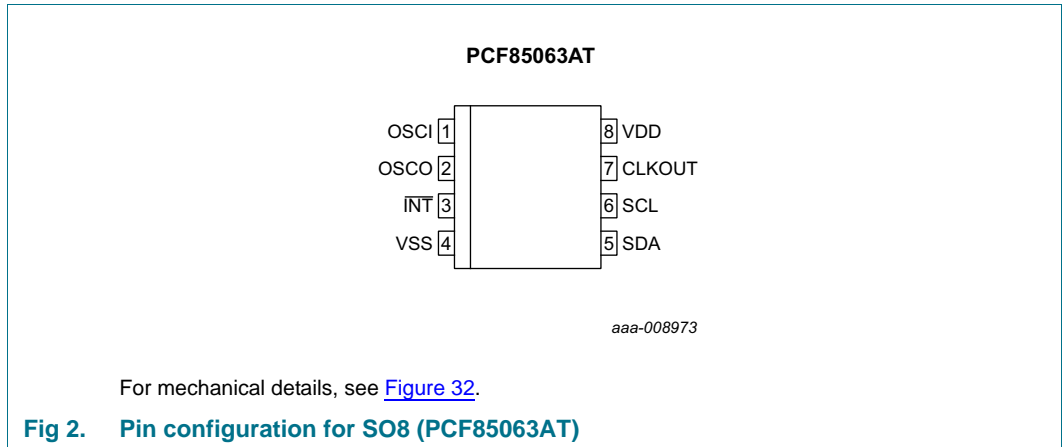 PCF85063AT
OSCI 1 8 VDD
OSCO 2 7 CLKOUT
I̅N̅T̅ 3 6 SCL
VSS 4 5 SDA
aaa-008973
For mechanical details, see Figure 32.
Fig 2. Pin configuration for SO8 (PCF85063AT)